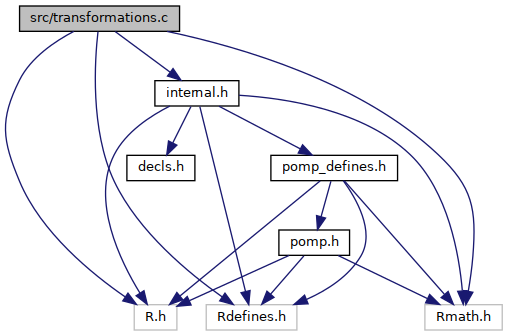 src/transformations.c
internal.h
decls.h
pomp_defines.h
pomp.h
R.h
Rdefines.h
Rmath.h